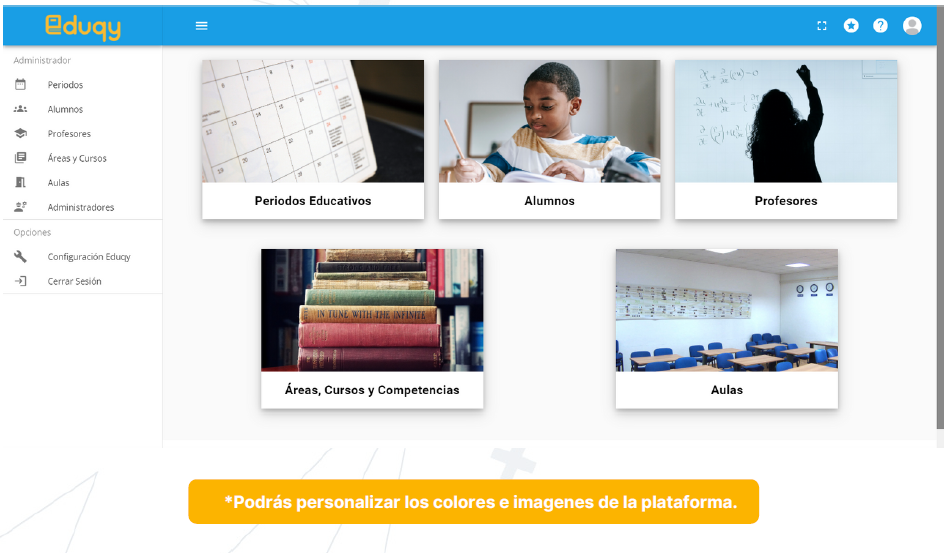 Eduqy
Administrador
Periodos
Alumnos
Profesores
Áreas y Cursos
Aulas
Administradores
Opciones
Configuración Eduqy
Cerrar Sesión
Periodos Educativos
Alumnos
Profesores
IN TUNE WITH THE INFINITE
Áreas, Cursos y Competencias
Aulas
*Podrás personalizar los colores e imagenes de la plataforma.